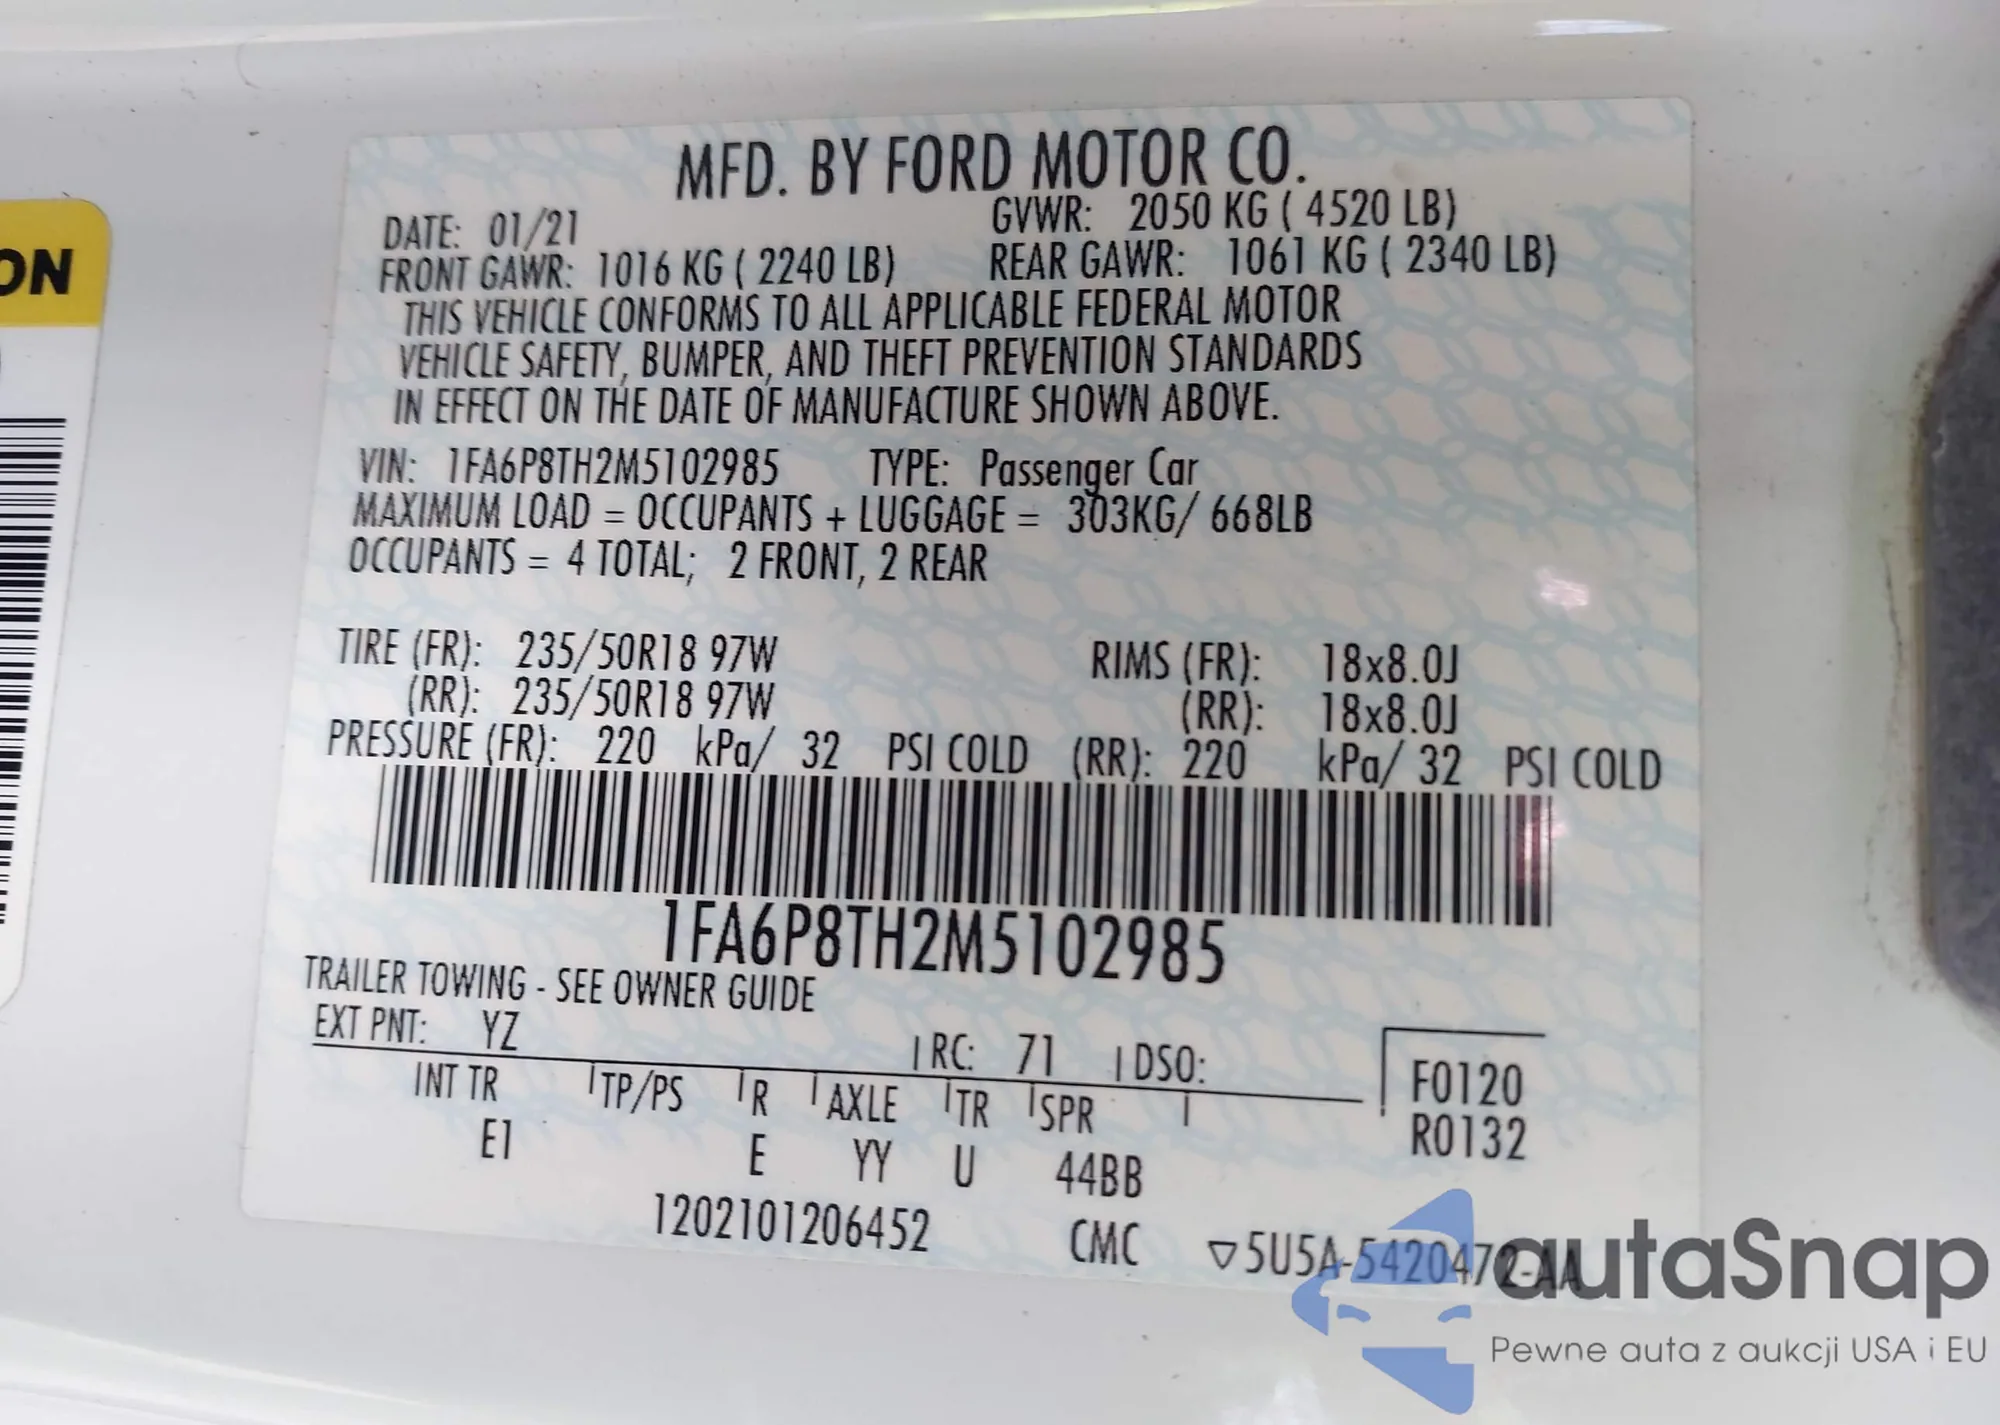 MFD. BY FORD MOTOR CO.
DATE: 01/21 GVWR: 2050 KG ( 4520 LB)
FRONT GAWR: 1016 KG ( 2240 LB) REAR GAWR: 1061 KG ( 2340 LB)
THIS VEHICLE CONFORMS TO ALL APPLICABLE FEDERAL MOTOR
VEHICLE SAFETY, BUMPER, AND THEFT PREVENTION STANDARDS
IN EFFECT ON THE DATE OF MANUFACTURE SHOWN ABOVE.
VIN: 1FA6P8TH2M5102985 TYPE: Passenger Car
MAXIMUM LOAD = OCCUPANTS + LUGGAGE = 303KG/ 668LB
OCCUPANTS = 4 TOTAL; 2 FRONT, 2 REAR
TIRE (FR): 235/50R18 97W RIMS (FR): 18x8.0J
(RR): 235/50R18 97W (RR): 18x8.0J
PRESSURE (FR): 220 kPa/ 32 PSI COLD (RR): 220 kPa/ 32 PSI COLD
1FA6P8TH2M5102985
TRAILER TOWING - SEE OWNER GUIDE
EXT PNT: YZ RC: 71 DSO:
INT TR TP/PS R AXLE TR SPR
E1 E YY U 44BB
F0120
R0132
1202101206452 CMC ▽5U5A-5420472-AA
ON
autaSnap
Pewne auta z aukcji USA i EU